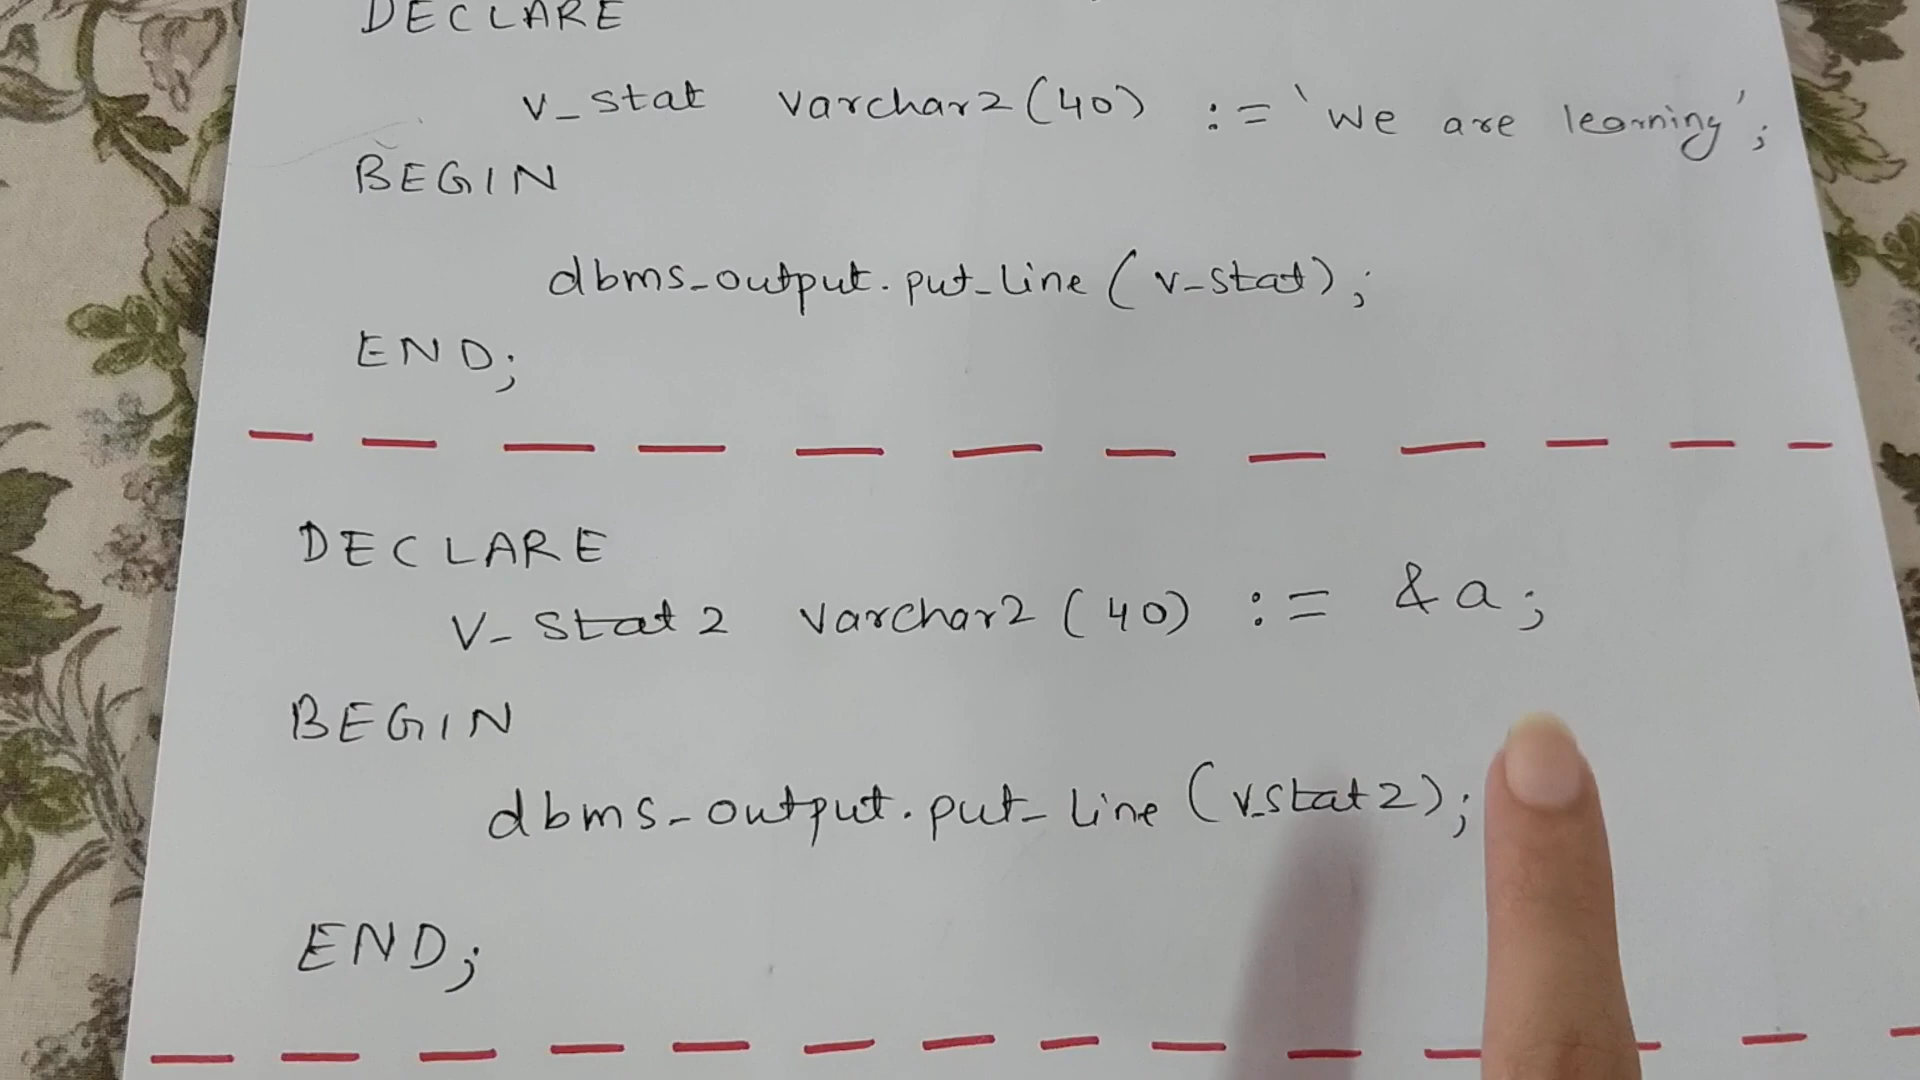 DECLARE
v_stat varchar2(40) := 'We are learning';
BEGIN
dbms_output.put_line (v_stat);
END;
DECLARE
v_stat2 varchar2 (40) := &a;
BEGIN
dbms_output.put_line (v_stat2);
END;